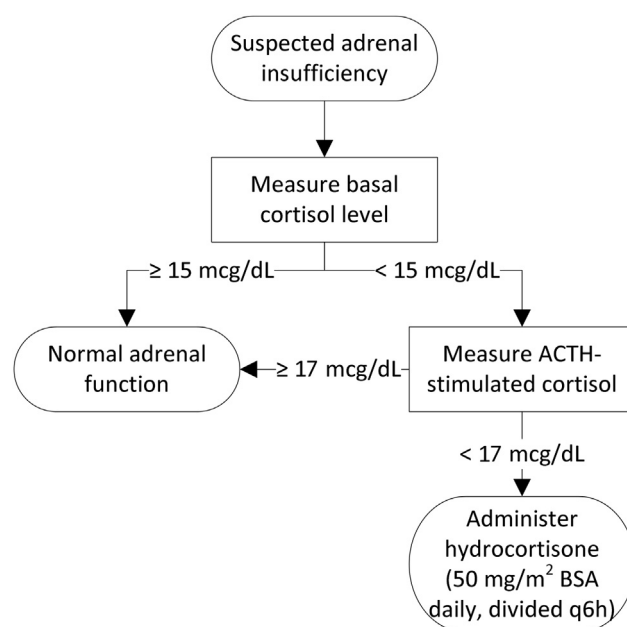 Suspected adrenal
insufficiency
Measure basal
cortisol level
≥ 15 mcg/dL
< 15 mcg/dL
Normal adrenal
function
≥ 17 mcg/dL
Measure ACTH-
stimulated cortisol
< 17 mcg/dL
Administer
hydrocortisone
(50 mg/m² BSA
daily, divided q6h)